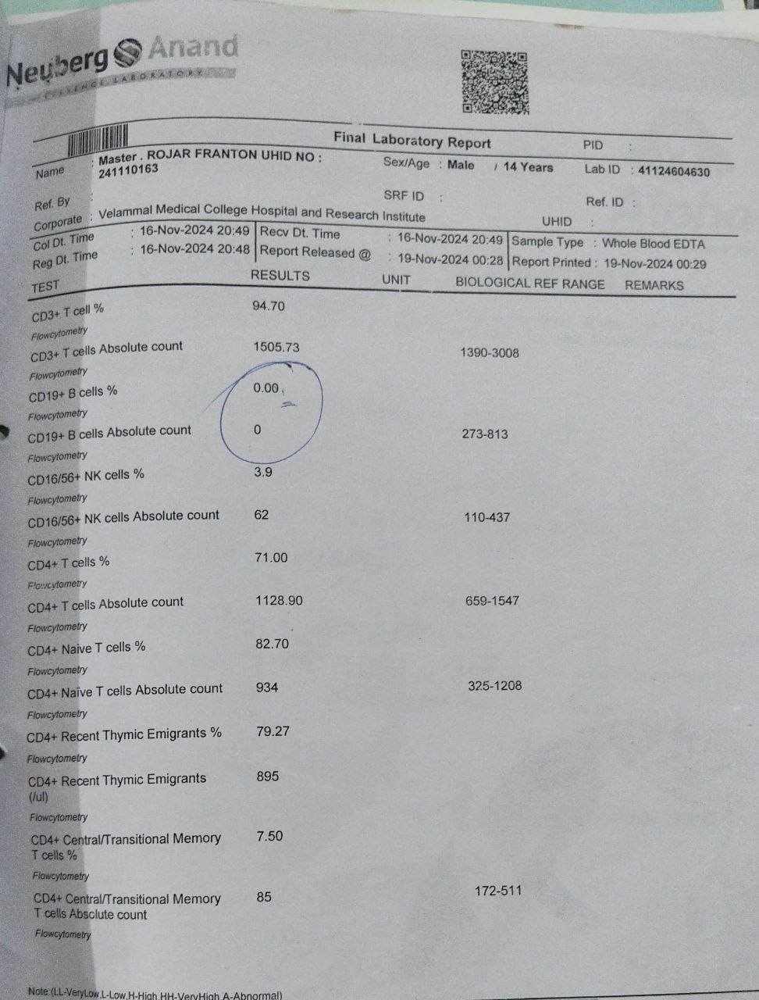 Neuberg Anand
Final Laboratory Report
PID :
Name : Master . ROJAR FRANTON UHID NO : 241110163
Sex/Age : Male / 14 Years
Lab ID : 41124604630
Ref. By :
SRF ID :
Ref. ID :
Corporate : Velammal Medical College Hospital and Research Institute
UHID :
Col Dt. Time : 16-Nov-2024 20:49 Recv Dt. Time : 16-Nov-2024 20:49 Sample Type : Whole Blood EDTA
Reg Dt. Time : 16-Nov-2024 20:48 Report Released @ : 19-Nov-2024 00:28 Report Printed : 19-Nov-2024 00:29
TEST RESULTS UNIT BIOLOGICAL REF RANGE REMARKS
CD3+ T cell % 94.70
Flowcytometry
CD3+ T cells Absolute count 1505.73 1390-3008
Flowcytometry
CD19+ B cells % 0.00
Flowcytometry
CD19+ B cells Absolute count 0 273-813
Flowcytometry
CD16/56+ NK cells % 3.9
Flowcytometry
CD16/56+ NK cells Absolute count 62 110-437
Flowcytometry
CD4+ T cells % 71.00
Flowcytometry
CD4+ T cells Absolute count 1128.90 659-1547
Flowcytometry
CD4+ Naive T cells % 82.70
Flowcytometry
CD4+ Naïve T cells Absolute count 934 325-1208
Flowcytometry
CD4+ Recent Thymic Emigrants % 79.27
Flowcytometry
CD4+ Recent Thymic Emigrants 895
(/ul)
Flowcytometry
CD4+ Central/Transitional Memory 7.50
T cells %
Flowcytometry
CD4+ Central/Transitional Memory 85 172-511
T cells Absolute count
Flowcytometry
Note:(LL-VeryLow,L-Low,H-High,HH-VeryHigh,A-Abnormal)